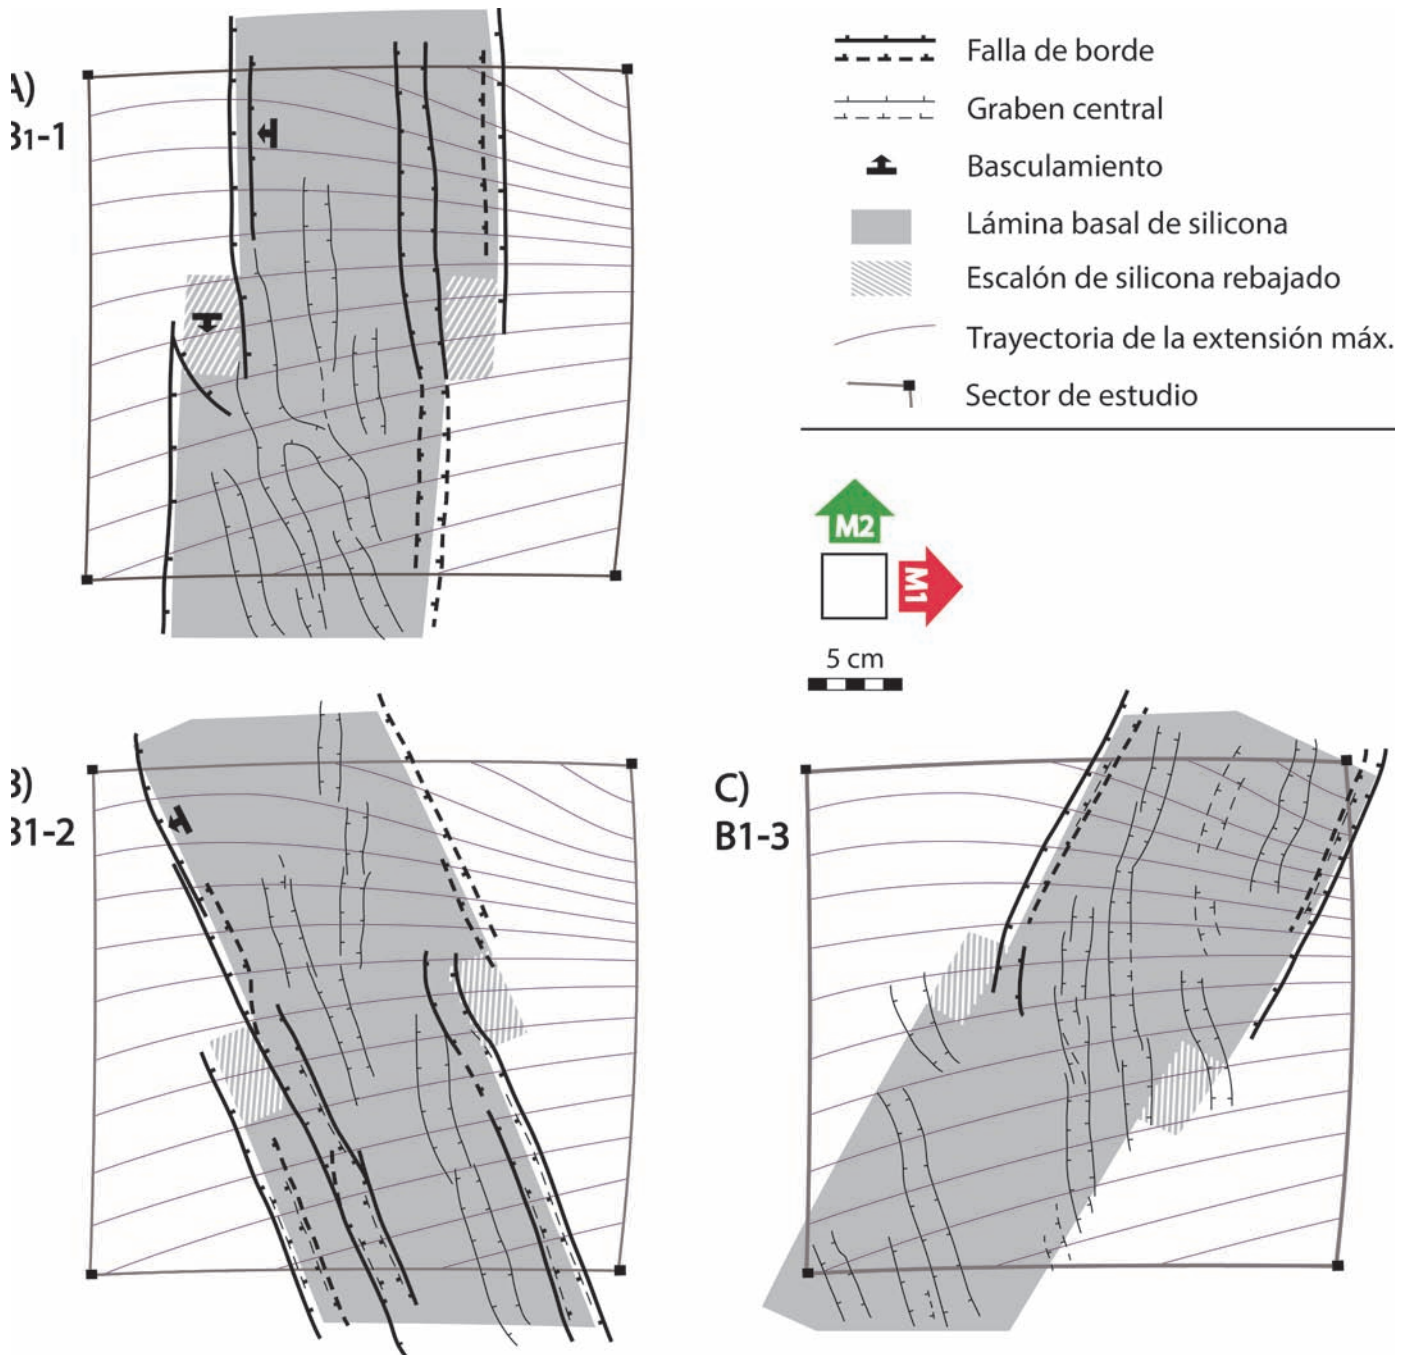 A)
B1-1
Falla de borde
Graben central
Basculamiento
Lámina basal de silicona
Escalón de silicona rebajado
Trayectoria de la extensión máx.
Sector de estudio
M2
M1
5 cm
B)
B1-2
C)
B1-3